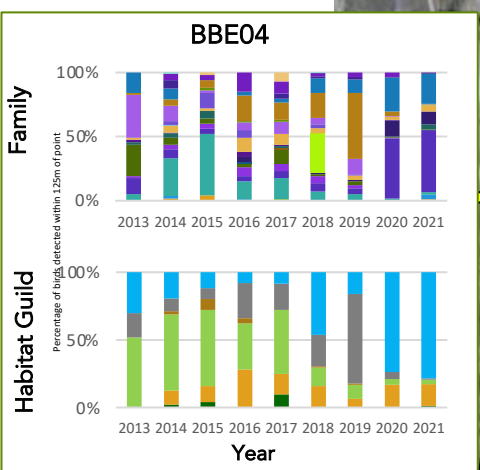 BBE04
Family
100%
50%
0%
2013 2014 2015 2016 2017 2018 2019 2020 2021
Percentage of birds detected within 125m of point
Habitat Guild
100%
50%
0%
2013 2014 2015 2016 2017 2018 2019 2020 2021
Year